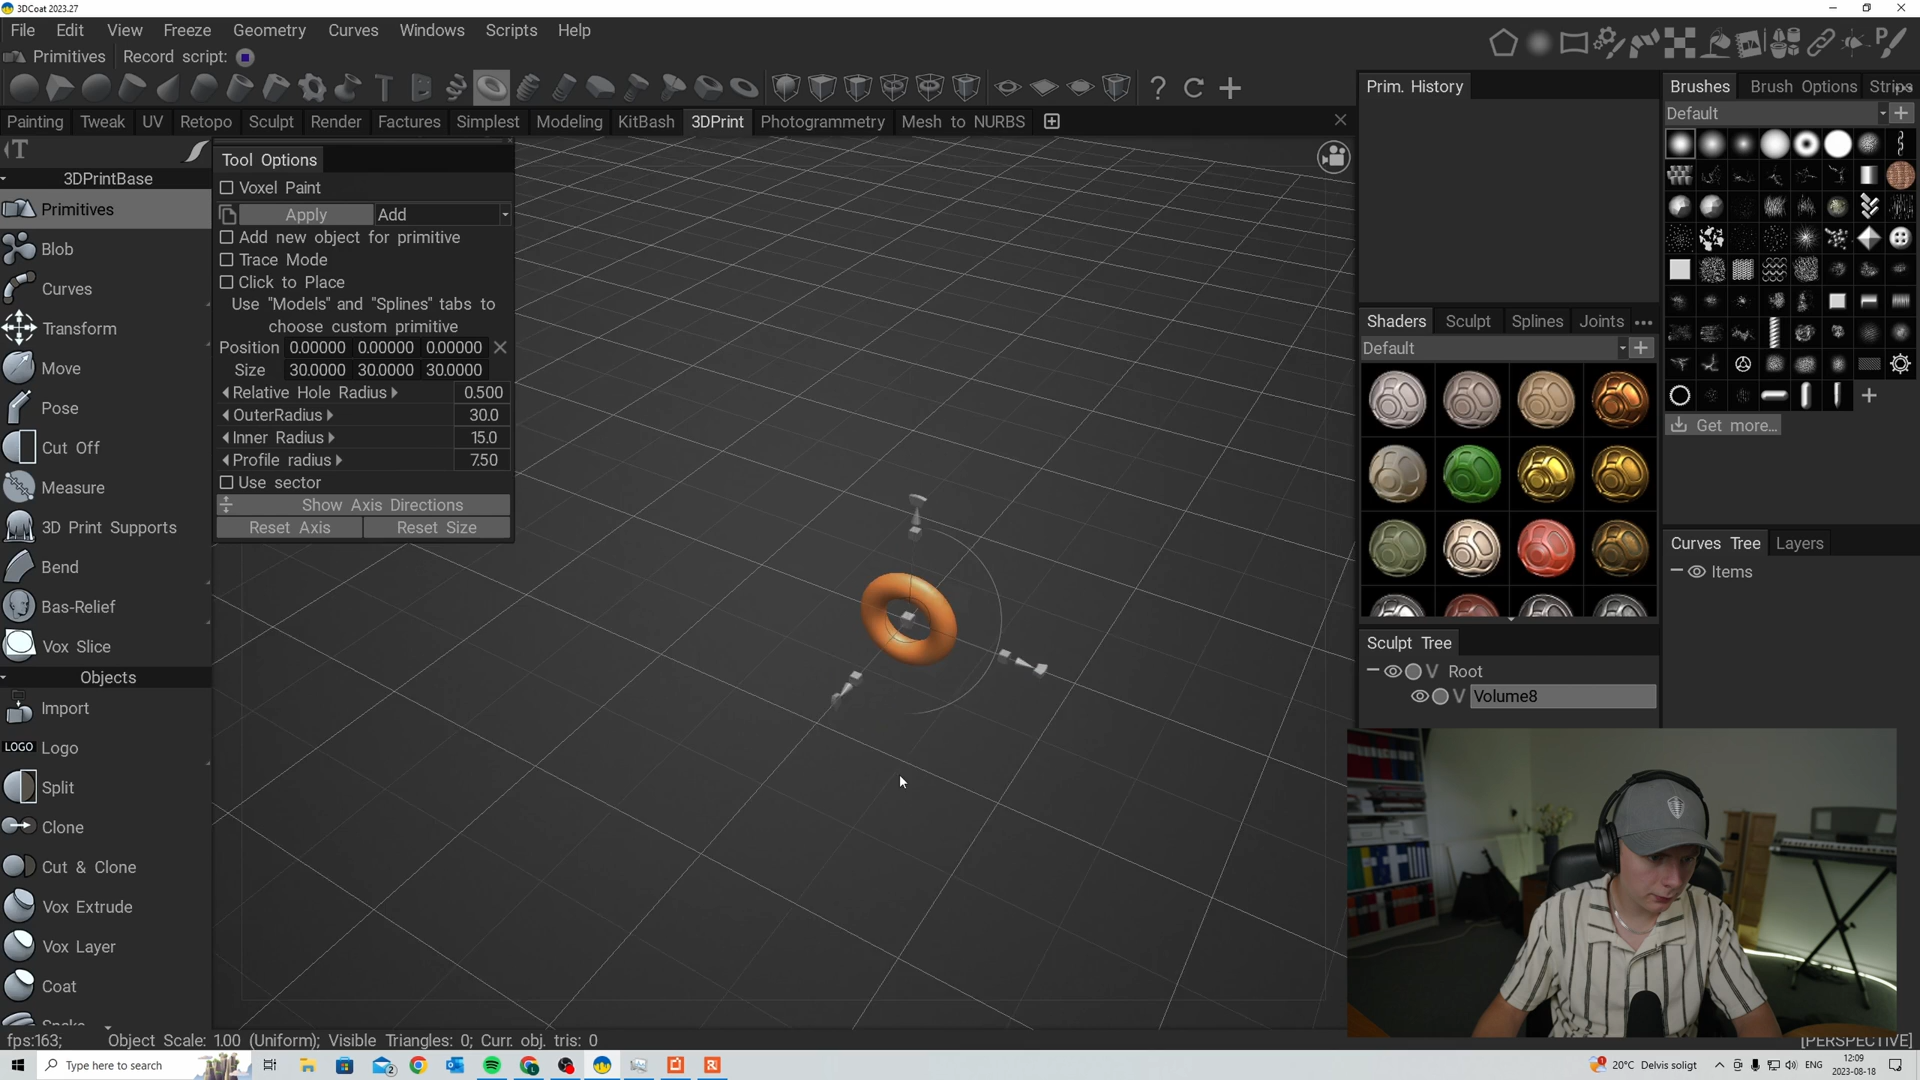 3DCoat 2023.27
File Edit View Freeze Geometry Curves Windows Scripts Help
Primitives Record script:
Painting Tweak UV Retopo Sculpt Render Factures Simplest Modeling KitBash 3DPrint Photogrammetry Mesh to NURBS
3DPrintBase
Primitives
Blob
Curves
Transform
Move
Pose
Cut Off
Measure
3D Print Supports
Bend
Bas-Relief
Vox Slice
Objects
Import
LOGO Logo
Split
Clone
Cut & Clone
Vox Extrude
Vox Layer
Coat
Tool Options
Voxel Paint
Apply Add
Add new object for primitive
Trace Mode
Click to Place
Use "Models" and "Splines" tabs to
choose custom primitive
Position 0.00000 0.00000 0.00000
Size 30.0000 30.0000 30.0000
Relative Hole Radius 0.500
OuterRadius 30.0
Inner Radius 15.0
Profile radius 7.50
Use sector
Show Axis Directions
Reset Axis Reset Size
Prim. History
Shaders Sculpt Splines Joints
Default
Sculpt Tree
V Root
V Volume8
Brushes Brush Options
Default
Get more...
Curves Tree Layers
Items
fps:163; Object Scale: 1.00 (Uniform); Visible Triangles: 0; Curr. obj. tris: 0
[PERSPECTIVE]
Type here to search
20°C Delvis soligt
ENG
12:09
2023-08-18